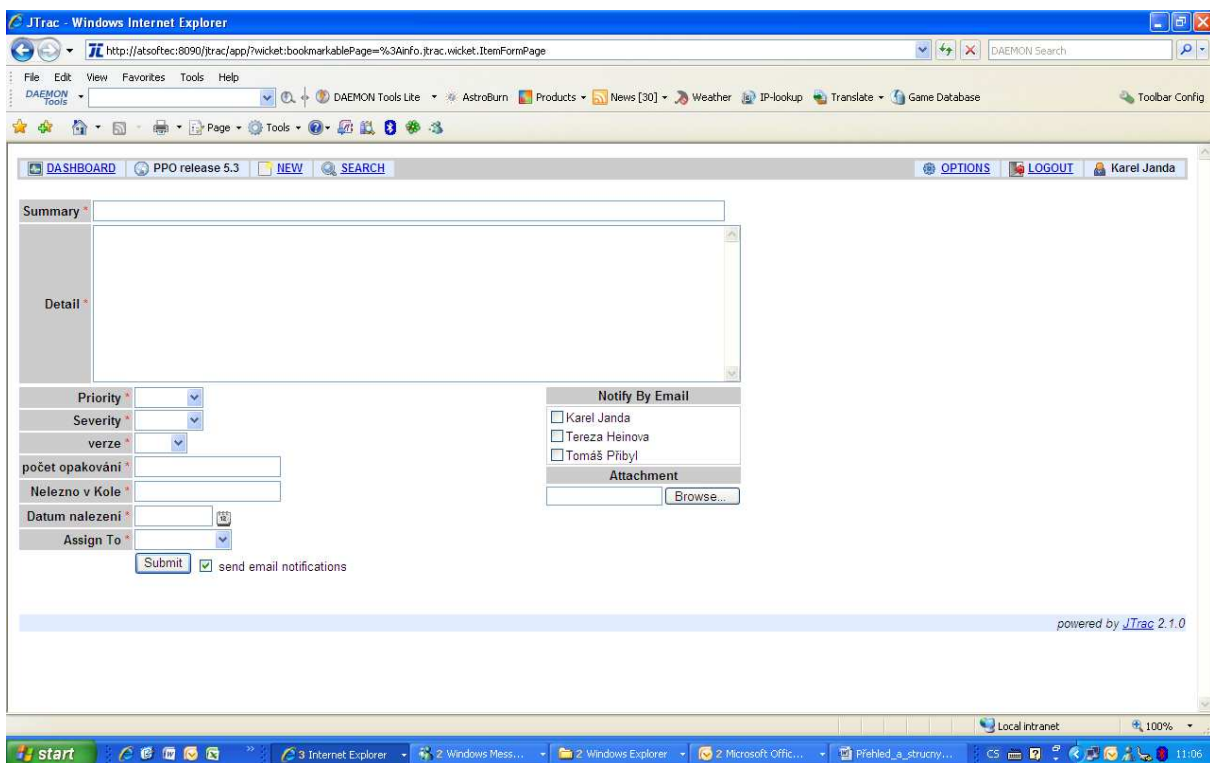 JTrac - Windows Internet Explorer
http://atsoftec:8090/jtrac/app/?wicket:bookmarkablePage=%3Ainfo.jtrac.wicket.ItemFormPage
DAEMON Search
File Edit View Favorites Tools Help
DAEMON Tools
DAEMON Tools Lite AstroBurn Products News [30] Weather IP-lookup Translate Game Database Toolbar Config
Page Tools
DASHBOARD PPO release 5.3 NEW SEARCH OPTIONS LOGOUT Karel Janda
Summary *
Detail *
Priority *
Severity *
verze *
počet opakování *
Nelezno v Kole *
Datum nalezení *
Assign To *
Submit send email notifications
Notify By Email
Karel Janda
Tereza Heinova
Tomáš Přibyl
Attachment
Browse...
powered by JTrac 2.1.0
Local intranet 100%
start 3 Internet Explorer 2 Windows Mess... 2 Windows Explorer 2 Microsoft Offic... Přehled_a_strucny... CS 11:06